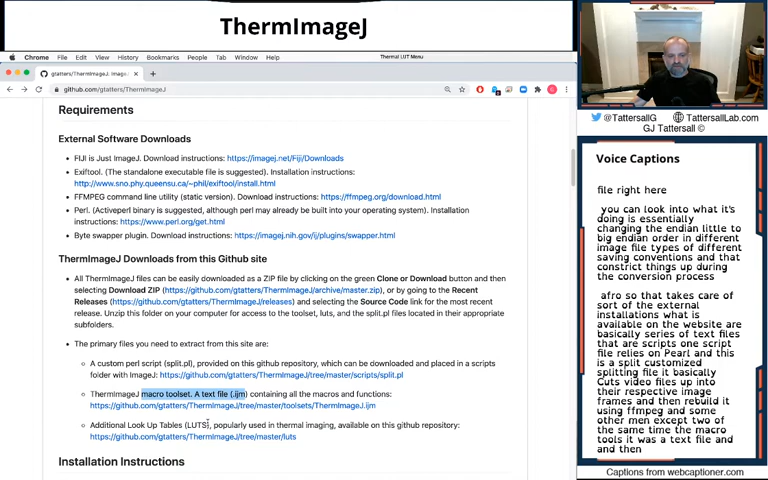 ThermImageJ
Chrome File Edit View History Bookmarks People Tab Window Help
Thermal LUT Menu
gtatters/ThermImageJ: ImageJ
github.com/gtatters/ThermImageJ
Requirements
External Software Downloads
• FIJI is Just ImageJ. Download instructions: https://imagej.net/Fiji/Downloads
• Exiftool. (The standalone executable file is suggested). Installation instructions:
http://www.sno.phy.queensu.ca/~phil/exiftool/install.html
• FFMPEG command line utility (static version). Download instructions: https://ffmpeg.org/download.html
• Perl. (Activeperl binary is suggested, although perl may already be built into your operating system). Installation
instructions: https://www.perl.org/get.html
• Byte swapper plugin. Download instructions: https://imagej.nih.gov/ij/plugins/swapper.html
ThermImageJ Downloads from this Github site
• All ThermImageJ files can be easily downloaded as a ZIP file by clicking on the green Clone or Download button and then
selecting Download ZIP (https://github.com/gtatters/ThermImageJ/archive/master.zip), or by going to the Recent
Releases (https://github.com/gtatters/ThermImageJ/releases) and selecting the Source Code link for the most recent
release. Unzip this folder on your computer for access to the toolset, luts, and the split.pl files located in their appropriate
subfolders.
• The primary files you need to extract from this site are:
○ A custom perl script (split.pl), provided on this github repository, which can be downloaded and placed in a scripts
folder with ImageJ: https://github.com/gtatters/ThermImageJ/tree/master/scripts/split.pl
○ ThermImageJ macro toolset. A text file (.ijm) containing all the macros and functions:
https://github.com/gtatters/ThermImageJ/tree/master/toolsets/ThermImageJ.ijm
○ Additional Look Up Tables (LUTS), popularly used in thermal imaging, available on this github repository:
https://github.com/gtatters/ThermImageJ/tree/master/luts
Installation Instructions
@TattersallG TattersallLab.com
GJ Tattersall ©
Voice Captions
file right here
you can look into what it's
doing is essentially
changing the endian little to
big endian order in different
image file types of different
saving conventions and that
constrict things up during
the conversion process
afro so that takes care of
sort of the external
installations what is
available on the website are
basically series of text files
that are scripts one script
file relies on Pearl and this
is a split customized
splitting file it basically
Cuts video files up into
their respective image
frames and then rebuild it
using ffmpeg and some
other men except two of
the same time the macro
tools it was a text file and
and then
Captions from webcaptioner.com